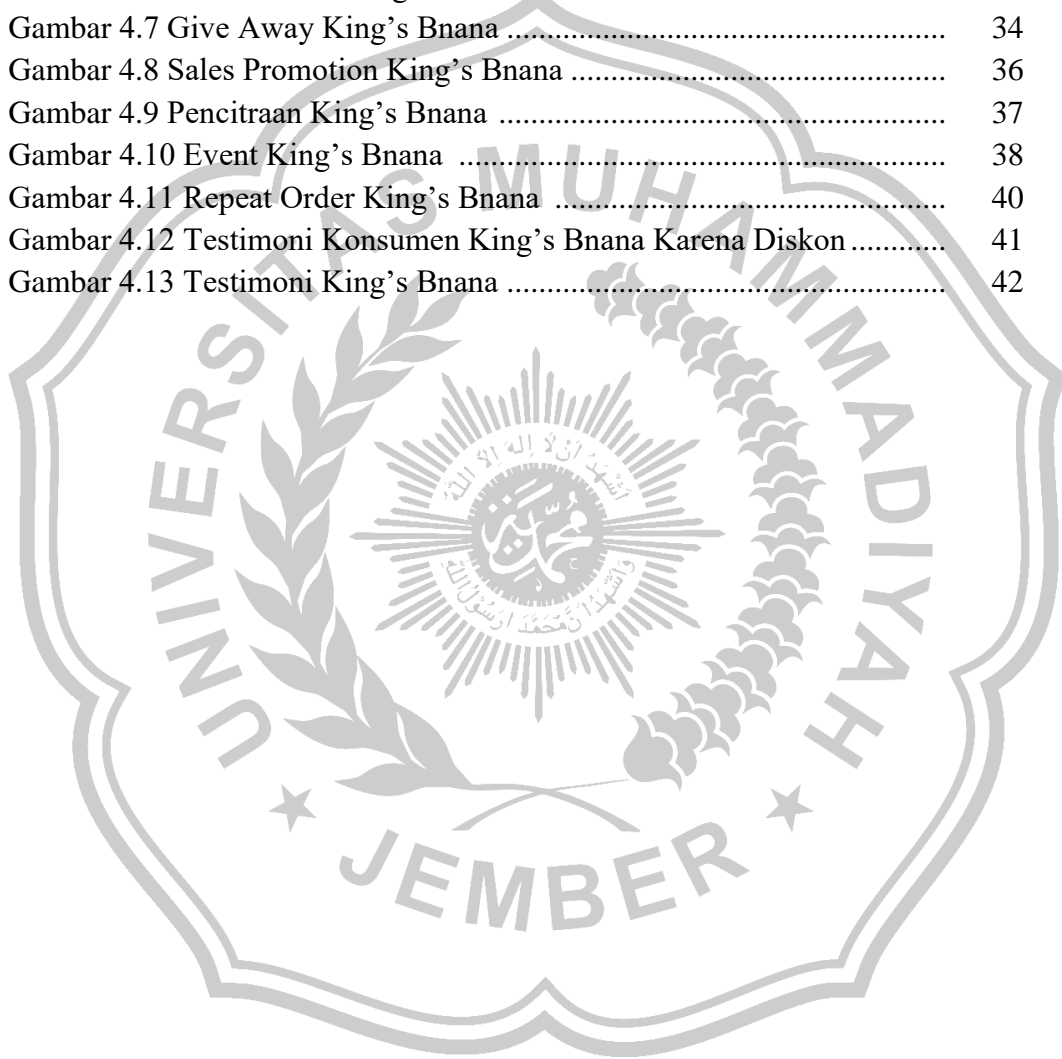 Gambar 4.7 Give Away King's Bnana ...................................................... 34
Gambar 4.8 Sales Promotion King's Bnana .............................................. 36
Gambar 4.9 Pencitraan King's Bnana ....................................................... 37
Gambar 4.10 Event King's Bnana ............................................................ 38
Gambar 4.11 Repeat Order King's Bnana ................................................ 40
Gambar 4.12 Testimoni Konsumen King's Bnana Karena Diskon ............ 41
Gambar 4.13 Testimoni King's Bnana ...................................................... 42
UNIVERSITAS MUHAMMADIYAH
JEMBER